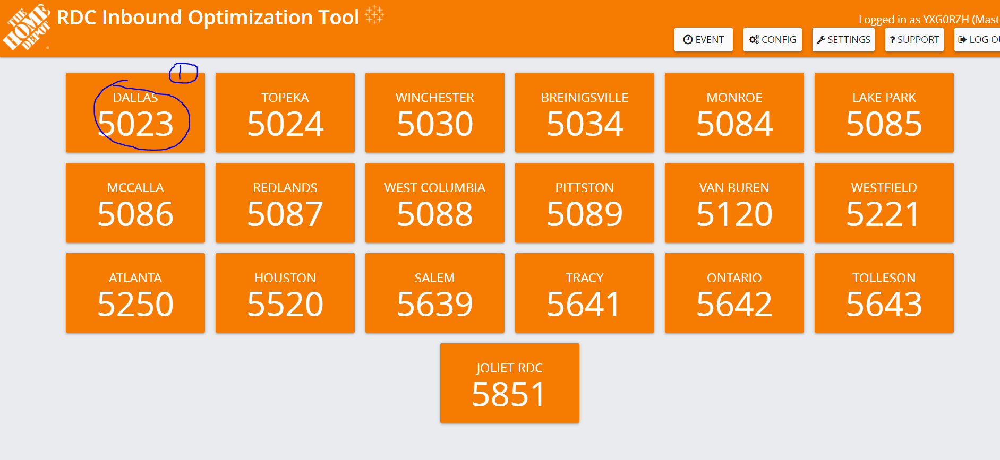 THE
HOME
DEPOT
RDC Inbound Optimization Tool
Logged in as YXG0RZH (Mast
EVENT CONFIG SETTINGS ? SUPPORT LOG OU
1
DALLAS TOPEKA WINCHESTER BREINIGSVILLE MONROE LAKE PARK
5023 5024 5030 5034 5084 5085
MCCALLA REDLANDS WEST COLUMBIA PITTSTON VAN BUREN WESTFIELD
5086 5087 5088 5089 5120 5221
ATLANTA HOUSTON SALEM TRACY ONTARIO TOLLESON
5250 5520 5639 5641 5642 5643
JOLIET RDC
5851